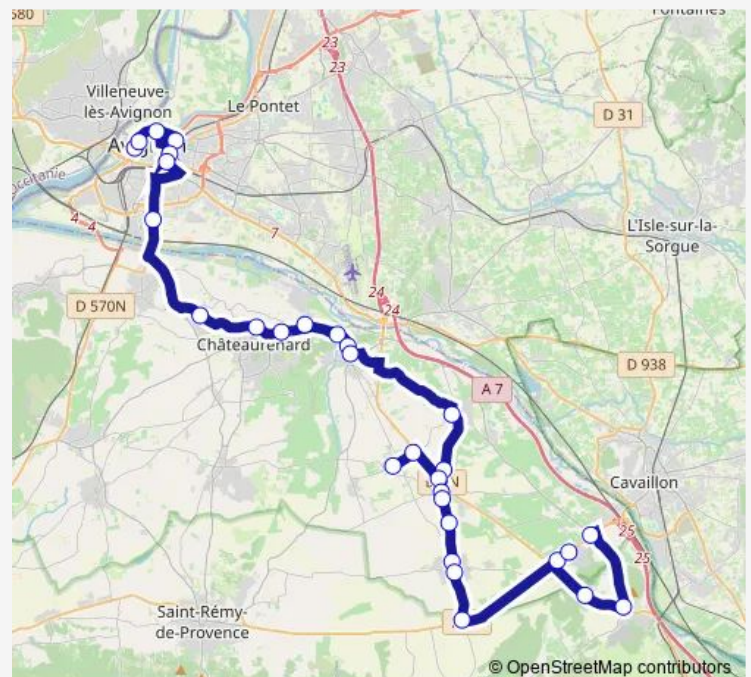 580
Fontaines
23
23
Villeneuve-
lès-Avignon
Le Pontet
D 31
Occitanie
L'Isle-sur-la-
Sorgue
4
4
7
24
24
D 570N
Châteaurenard
D 938
A 7
Cavaillon
25
25
Saint-Rémy-
de-Provence
© OpenStreetMap contributors